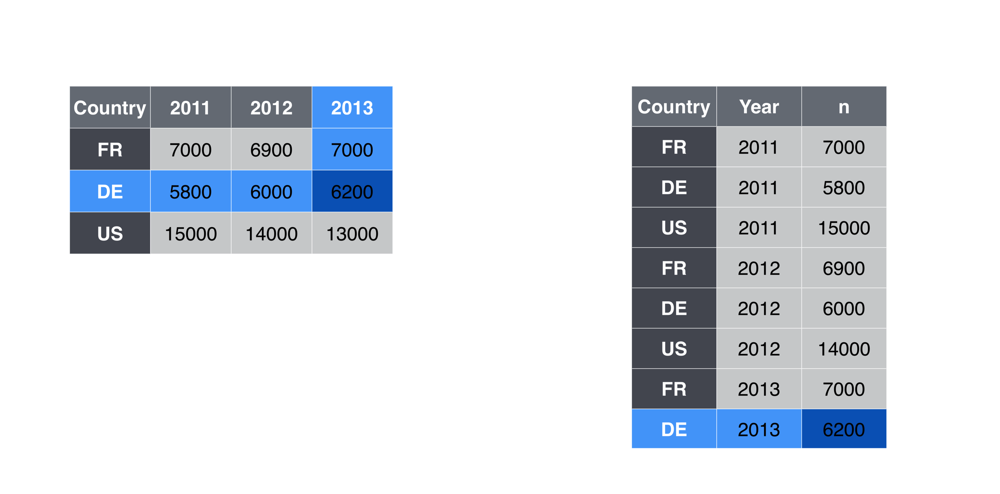 Country 2011 2012 2013
FR 7000 6900 7000
DE 5800 6000 6200
US 15000 14000 13000
Country Year n
FR 2011 7000
DE 2011 5800
US 2011 15000
FR 2012 6900
DE 2012 6000
US 2012 14000
FR 2013 7000
DE 2013 6200